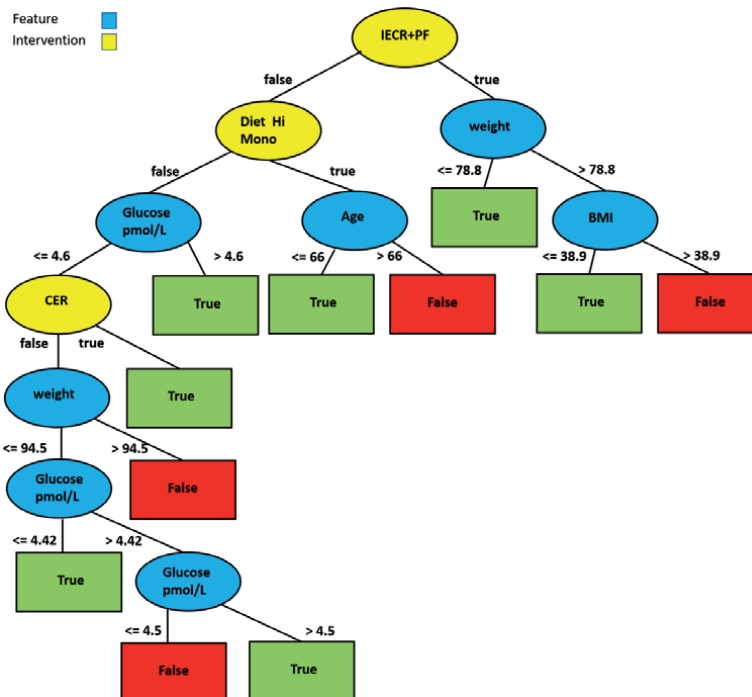 Feature
Intervention
IECR+PF
false
true
Diet Hi
Mono
weight
false
true
<= 78.8
> 78.8
Glucose
pmol/L
Age
True
BMI
<= 4.6
> 4.6
<= 66
> 66
<= 38.9
> 38.9
CER
True
True
False
True
False
false
true
weight
True
<= 94.5
> 94.5
Glucose
pmol/L
False
<= 4.42
> 4.42
True
Glucose
pmol/L
<= 4.5
> 4.5
False
True